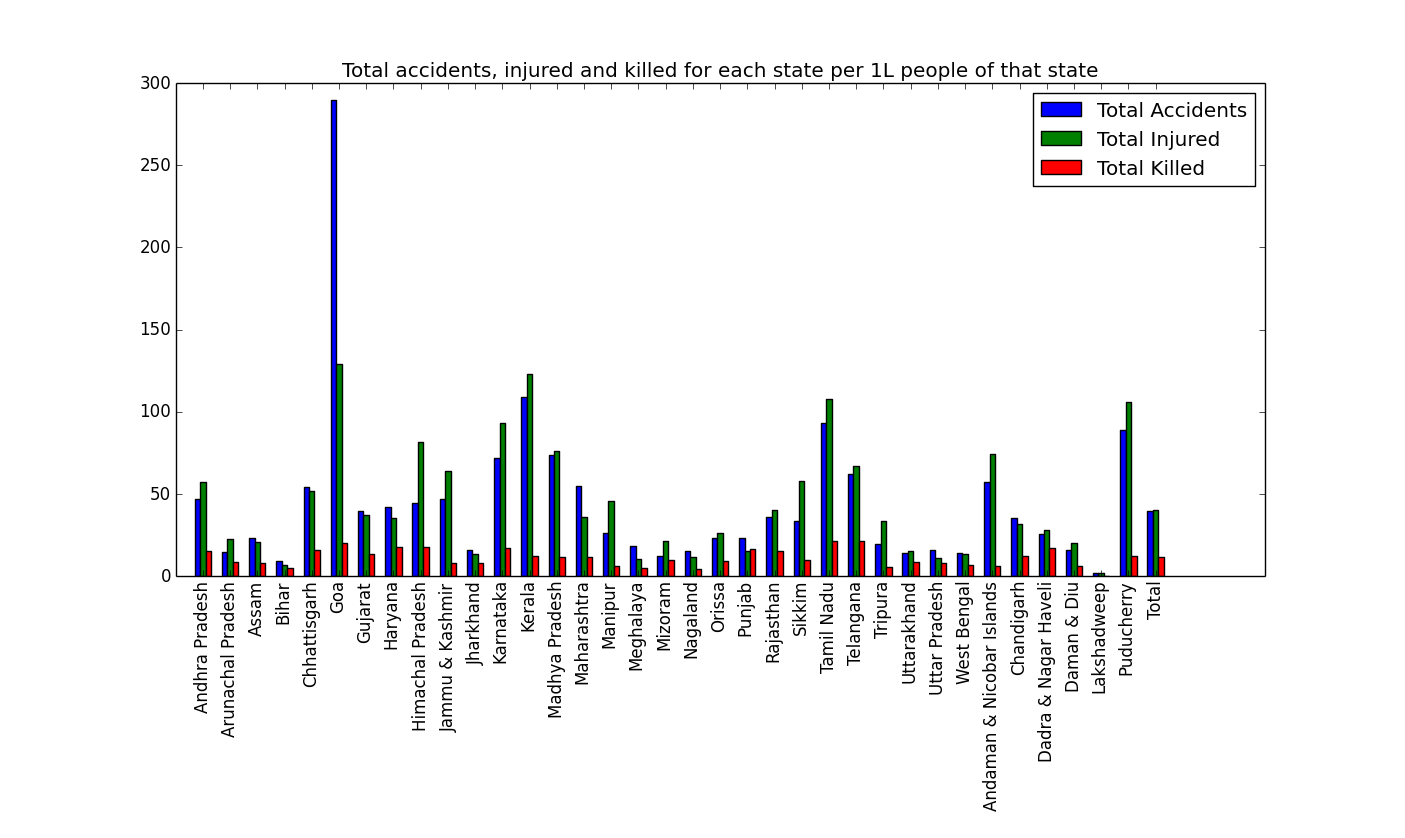 Total accidents, injured and killed for each state per 1L people of that state
300
250
200
150
100
50
0
Total Accidents
Total Injured
Total Killed
Andhra Pradesh
Arunachal Pradesh
Assam
Bihar
Chhattisgarh
Goa
Gujarat
Haryana
Himachal Pradesh
Jammu & Kashmir
Jharkhand
Karnataka
Kerala
Madhya Pradesh
Maharashtra
Manipur
Meghalaya
Mizoram
Nagaland
Orissa
Punjab
Rajasthan
Sikkim
Tamil Nadu
Telangana
Tripura
Uttarakhand
Uttar Pradesh
West Bengal
Andaman & Nicobar Islands
Chandigarh
Dadra & Nagar Haveli
Daman & Diu
Lakshadweep
Puducherry
Total